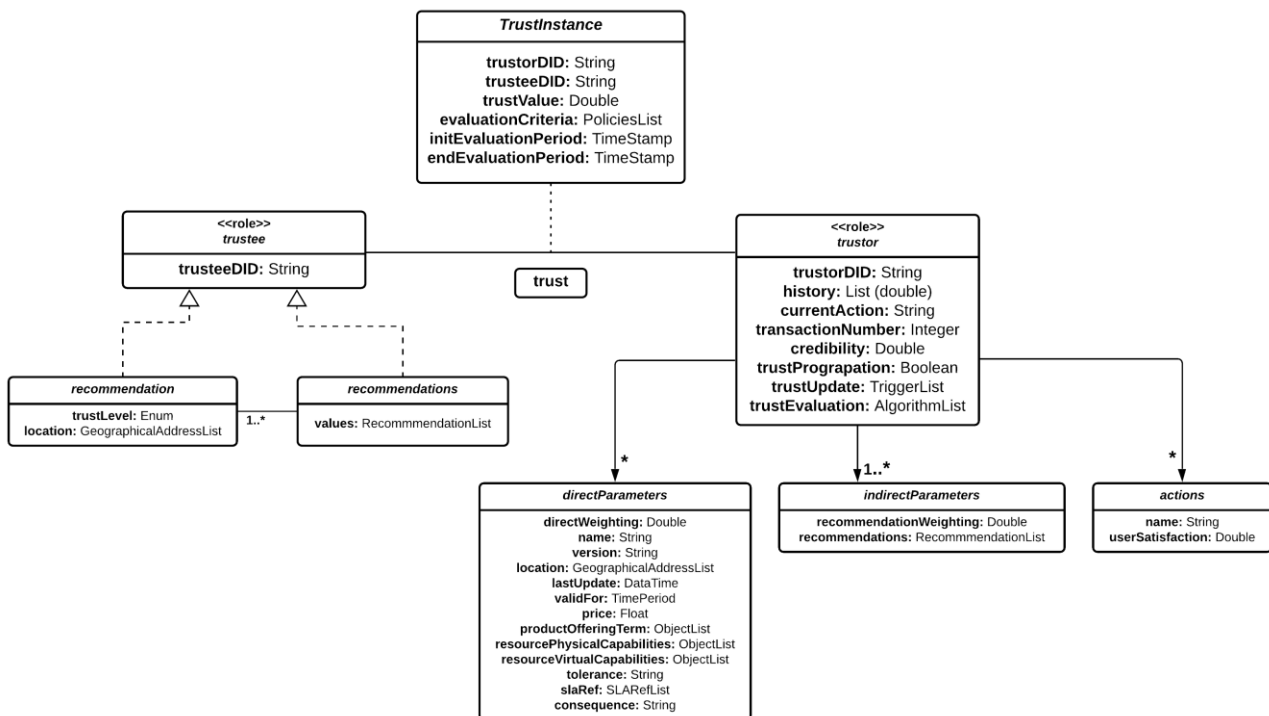 TrustInstance
trustorDID: String
trusteeDID: String
trustValue: Double
evaluationCriteria: PoliciesList
initEvaluationPeriod: TimeStamp
endEvaluationPeriod: TimeStamp
<<role>>
trustee
trusteeDID: String
trust
<<role>>
trustor
trustorDID: String
history: List (double)
currentAction: String
transactionNumber: Integer
credibility: Double
trustPrograpation: Boolean
trustUpdate: TriggerList
trustEvaluation: AlgorithmList
recommendation
trustLevel: Enum
location: GeographicalAddressList
1..*
recommendations
values: RecommmendationList
*
1..*
*
directParameters
directWeighting: Double
name: String
version: String
location: GeographicalAddressList
lastUpdate: DataTime
validFor: TimePeriod
price: Float
productOfferingTerm: ObjectList
resourcePhysicalCapabilities: ObjectList
resourceVirtualCapabilities: ObjectList
tolerance: String
slaRef: SLARefList
consequence: String
indirectParameters
recommendationWeighting: Double
recommendations: RecommmendationList
actions
name: String
userSatisfaction: Double